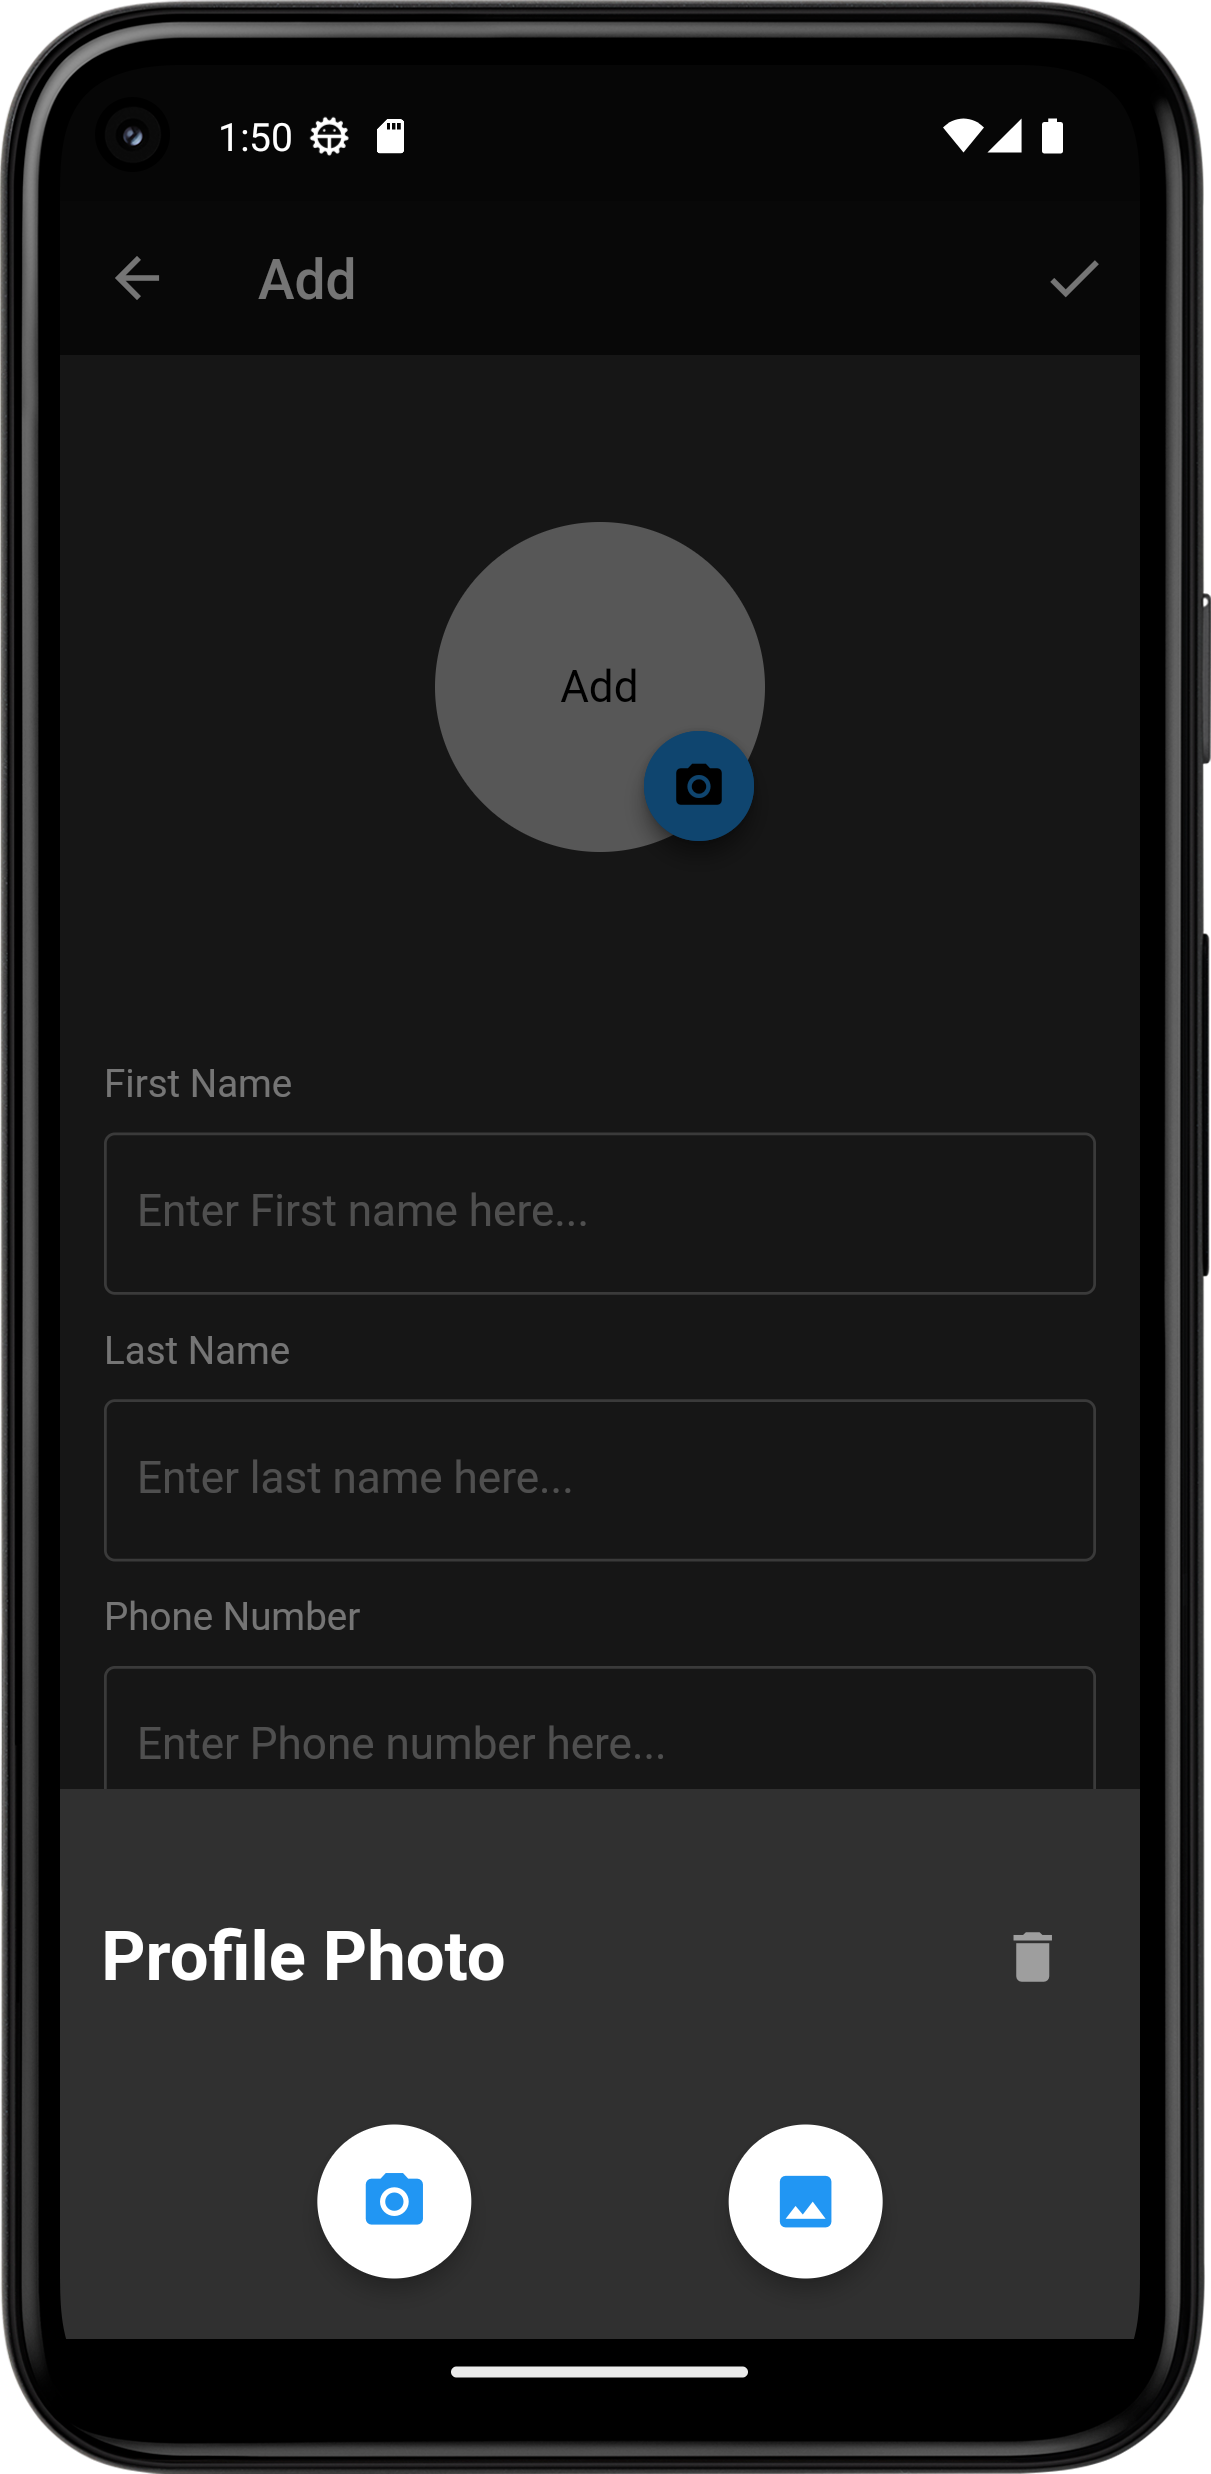 1:50
Add
Add
First Name
Enter First name here...
Last Name
Enter last name here...
Phone Number
Enter Phone number here...
Profile Photo